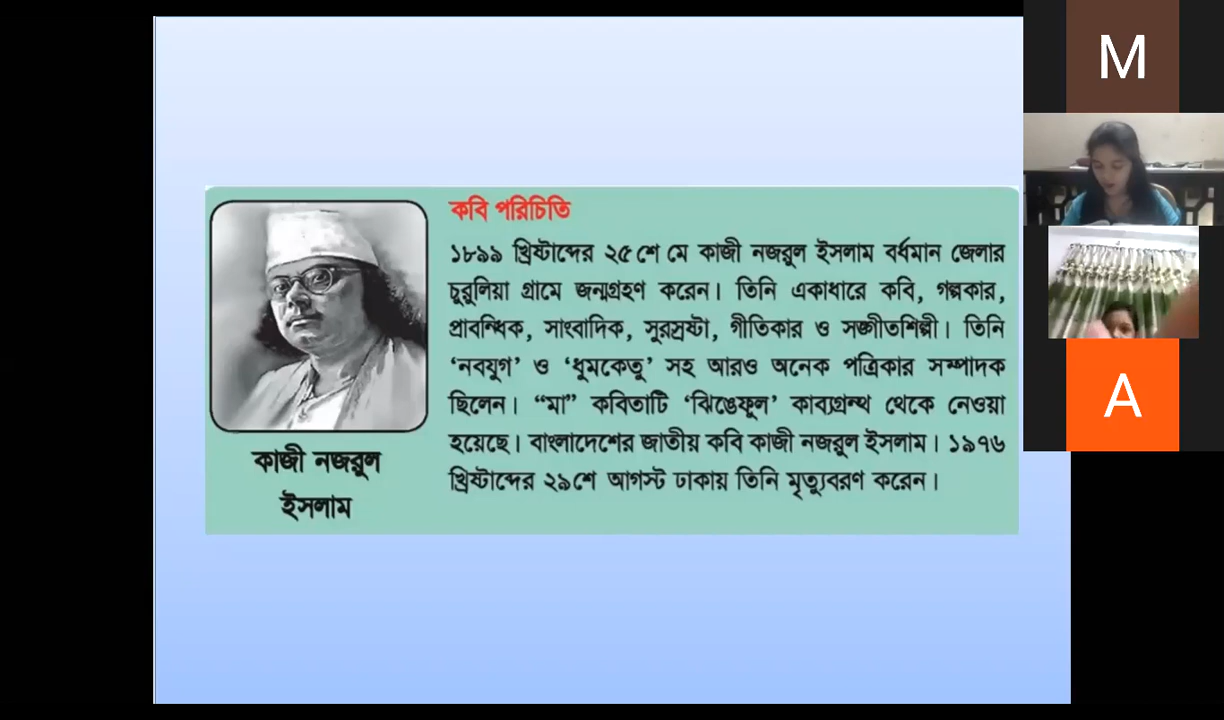 কবি পরিচিতি
১৮৯৯ খ্রিষ্টাব্দের ২৫শে মে কাজী নজরুল ইসলাম বর্ধমান জেলার
চুরুলিয়া গ্রামে জন্মগ্রহণ করেন। তিনি একাধারে কবি, গল্পকার,
প্রাবন্ধিক, সাংবাদিক, সুরস্রষ্টা, গীতিকার ও সঙ্গীতশিল্পী। তিনি
‘নবযুগ’ ও ‘ধুমকেতু’ সহ আরও অনেক পত্রিকার সম্পাদক
ছিলেন। “মা” কবিতাটি ‘ঝিঙেফুল’ কাব্যগ্রন্থ থেকে নেওয়া
হয়েছে। বাংলাদেশের জাতীয় কবি কাজী নজরুল ইসলাম। ১৯৭৬
খ্রিষ্টাব্দের ২৯শে আগস্ট ঢাকায় তিনি মৃত্যুবরণ করেন।
কাজী নজরুল
ইসলাম
M
A